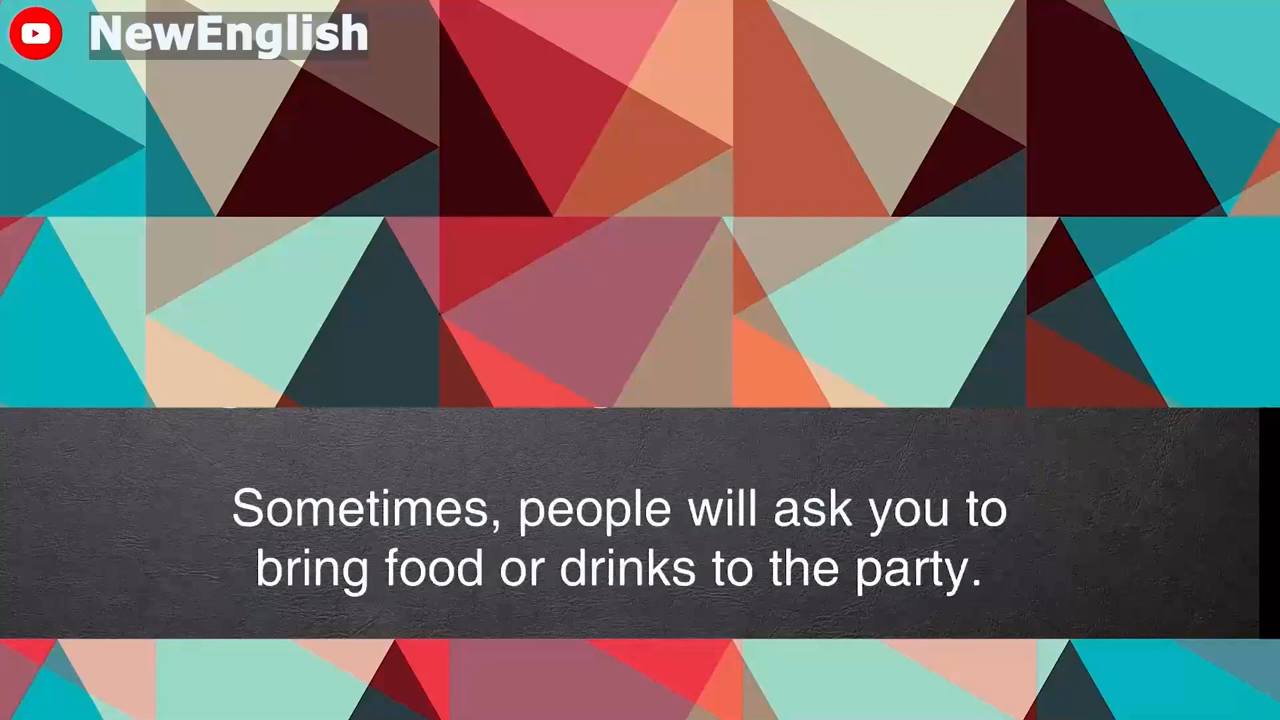 NewEnglish
Sometimes, people will ask you to
bring food or drinks to the party.